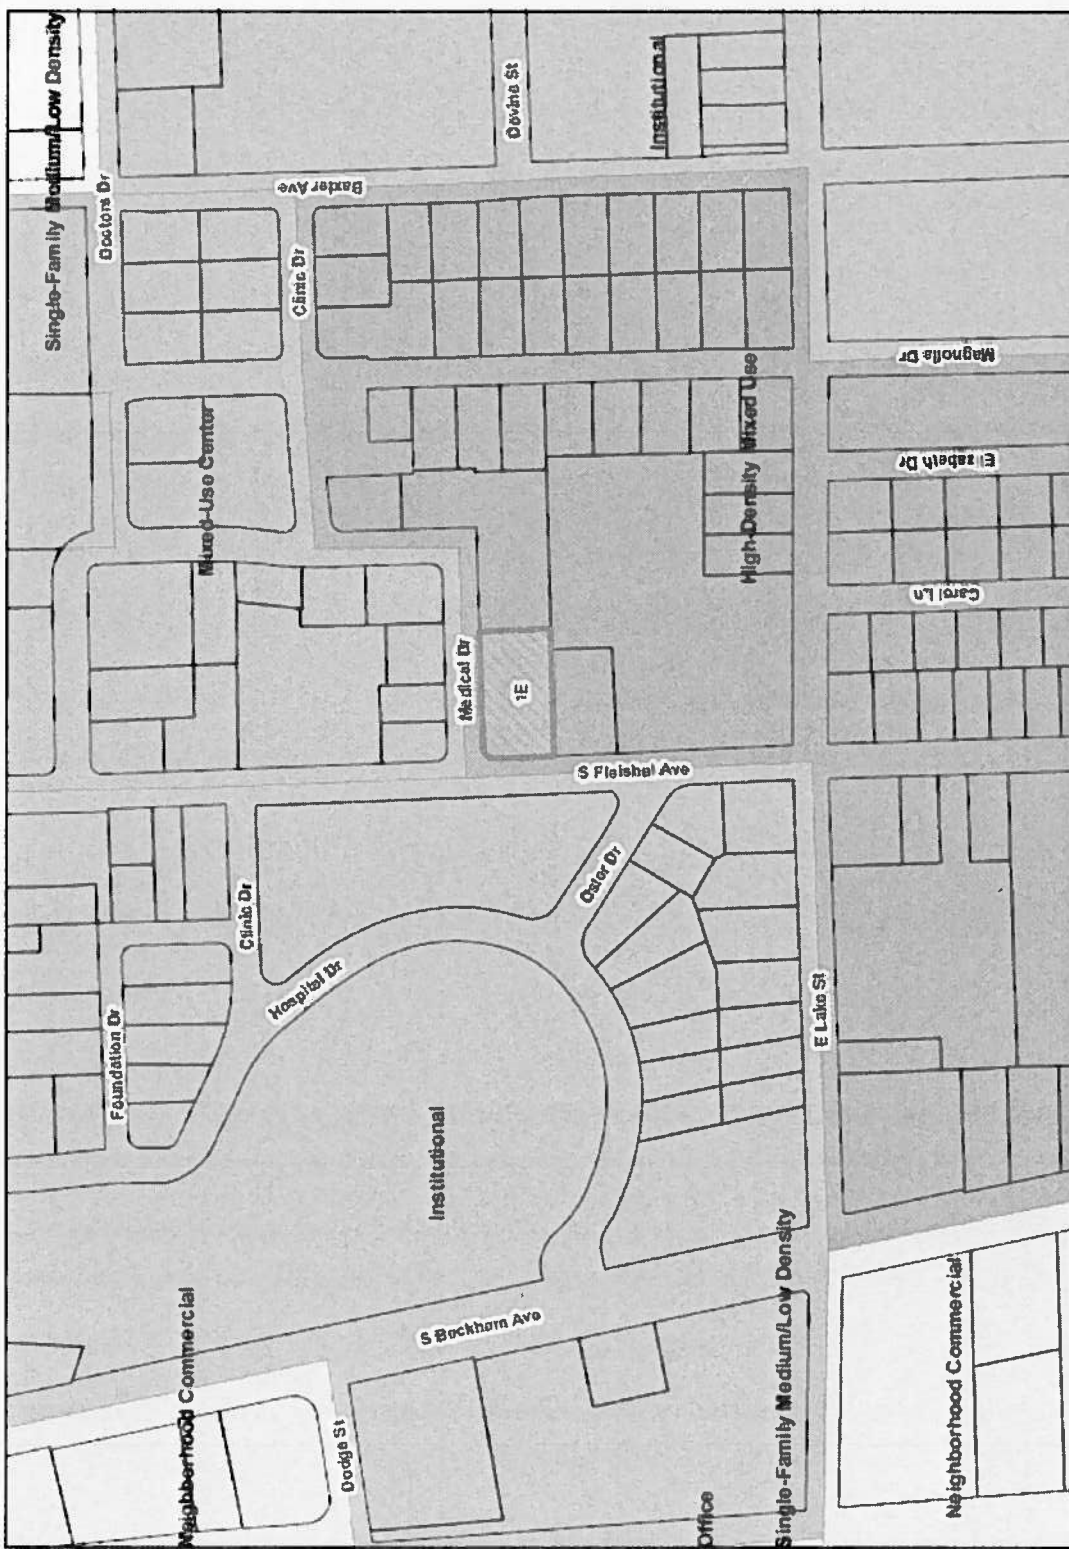 Single-Family Medium/Low Density
Doctors Dr
Baxter Ave
Devine St
Institutional
Clinic Dr
Mixed-Use Center
Magnolia Dr
High-Density Mixed Use
Elizabeth Dr
Carol Ln
Medical Dr
1E
S Fleishel Ave
Clinic Dr
Osler Dr
Hospital Dr
Foundation Dr
E Lake St
Institutional
S Beckham Ave
Neighborhood Commercial
Single-Family Medium/Low Density
Dodge St
Office
Neighborhood Commercial